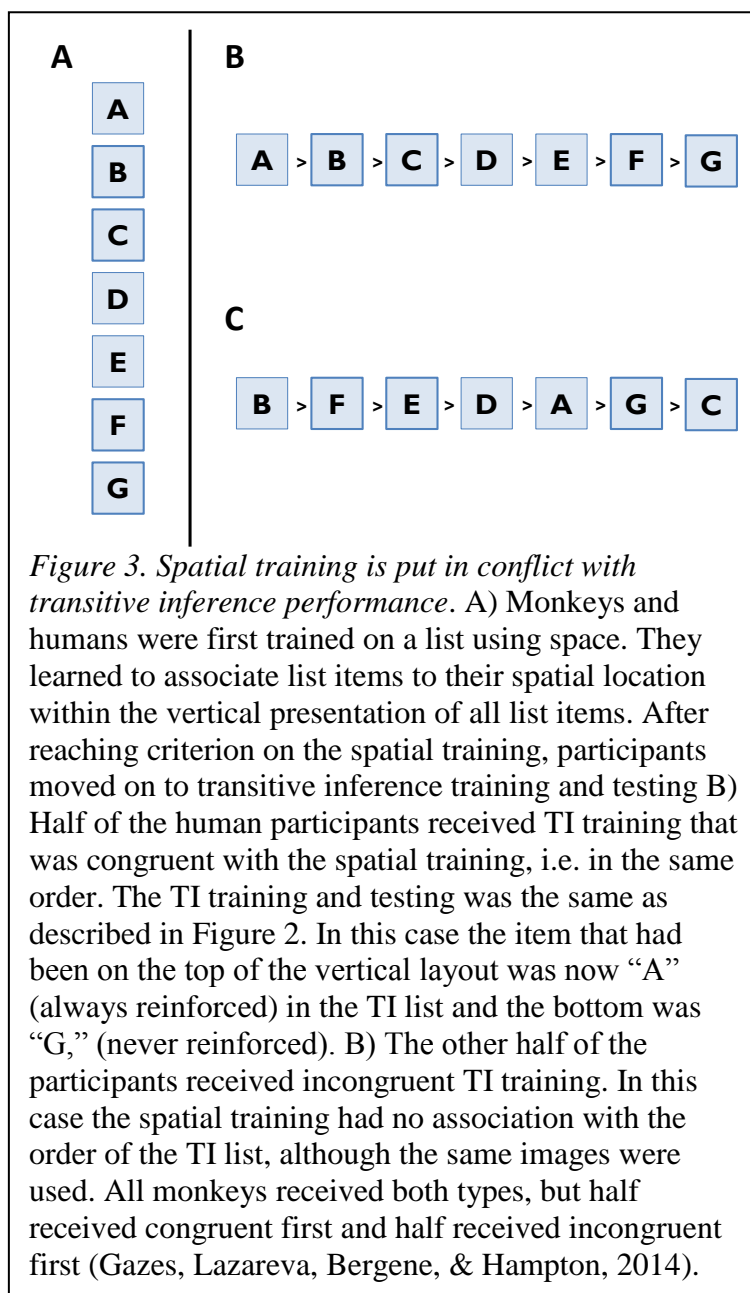 A
A
B
C
D
E
F
G
B
A > B > C > D > E > F > G
C
B > F > E > D > A > G > C
Figure 3. Spatial training is put in conflict with
transitive inference performance. A) Monkeys and
humans were first trained on a list using space. They
learned to associate list items to their spatial location
within the vertical presentation of all list items. After
reaching criterion on the spatial training, participants
moved on to transitive inference training and testing B)
Half of the human participants received TI training that
was congruent with the spatial training, i.e. in the same
order. The TI training and testing was the same as
described in Figure 2. In this case the item that had
been on the top of the vertical layout was now “A”
(always reinforced) in the TI list and the bottom was
“G,” (never reinforced). B) The other half of the
participants received incongruent TI training. In this
case the spatial training had no association with the
order of the TI list, although the same images were
used. All monkeys received both types, but half
received congruent first and half received incongruent
first (Gazes, Lazareva, Bergene, & Hampton, 2014).